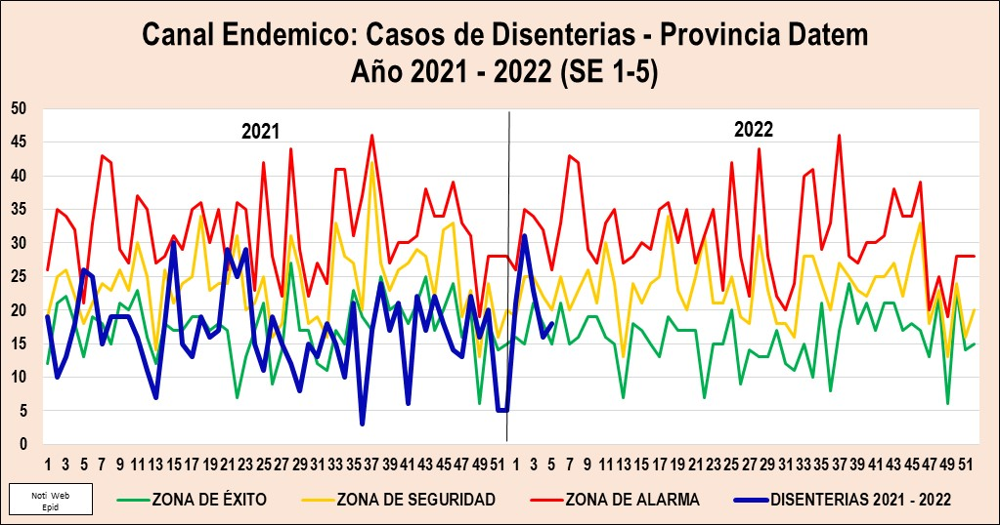 Canal Endemico: Casos de Disenterias - Provincia Datem
Año 2021 - 2022 (SE 1-5)
50
45
40
35
30
25
20
15
10
5
0
2021
2022
1 3 5 7 9 11 13 15 17 19 21 23 25 27 29 31 33 35 37 39 41 43 45 47 49 51 1 3 5 7 9 11 13 15 17 19 21 23 25 27 29 31 33 35 37 39 41 43 45 47 49 51
Noti Web
Epid
ZONA DE ÉXITO ZONA DE SEGURIDAD ZONA DE ALARMA DISENTERIAS 2021 - 2022